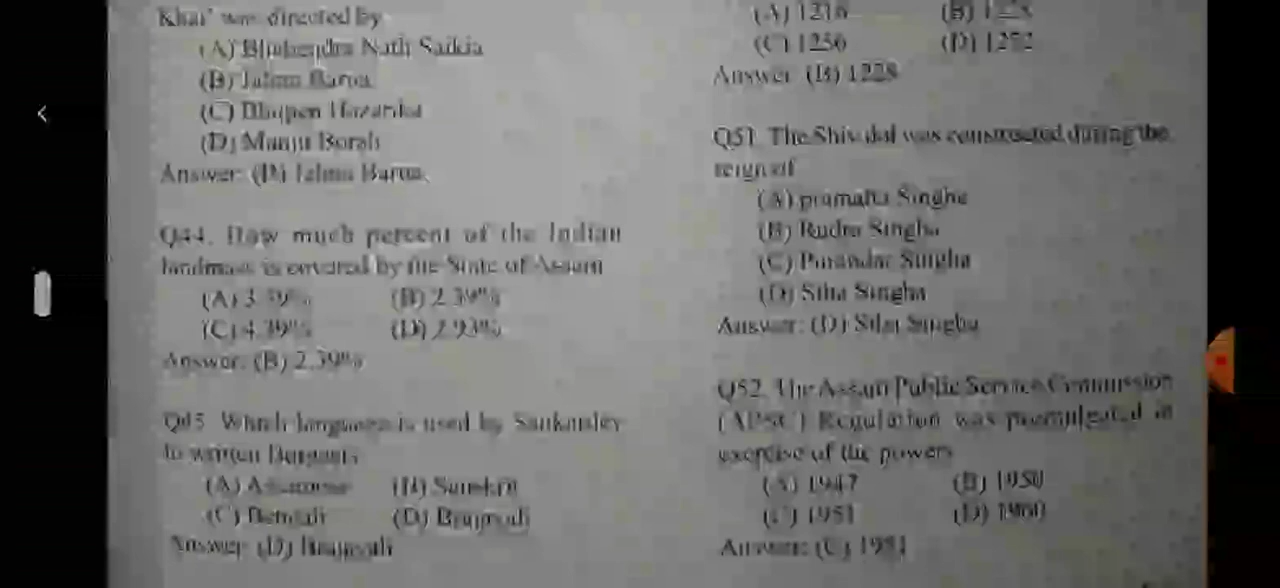 Khai' was directed by
(A) Bhabendra Nath Saikia
(B) Jahnu Barua
(C) Bhupen Hazarika
(D) Manju Borah
Answer: (B) Jahnu Barua
Q44. How much percent of the Indian
landmass is covered by the State of Assam
(A) 3.39% (B) 2.39%
(C) 4.39% (D) 2.93%
Answer: (B) 2.39%
Q45. Which language is used by Sankardev
to written Bargeets
(A) Assamese (B) Sanskrit
(C) Bengali (D) Brajavali
Answer: (D) Brajavali
(A) 1216 (B) 1228
(C) 1256 (D) 1252
Answer: (B) 1228
Q51. The Shiv dol was constructed during the
reign of
(A) pramatta Singha
(B) Rudra Singha
(C) Purandar Singha
(D) Siba Singha
Answer: (D) Siba Singha
Q52. The Assam Public Service Commission
(APSC) Regulation was promulgated in
exercise of the powers
(A) 1947 (B) 1950
(C) 1951 (D) 1960
Answer: (C) 1951